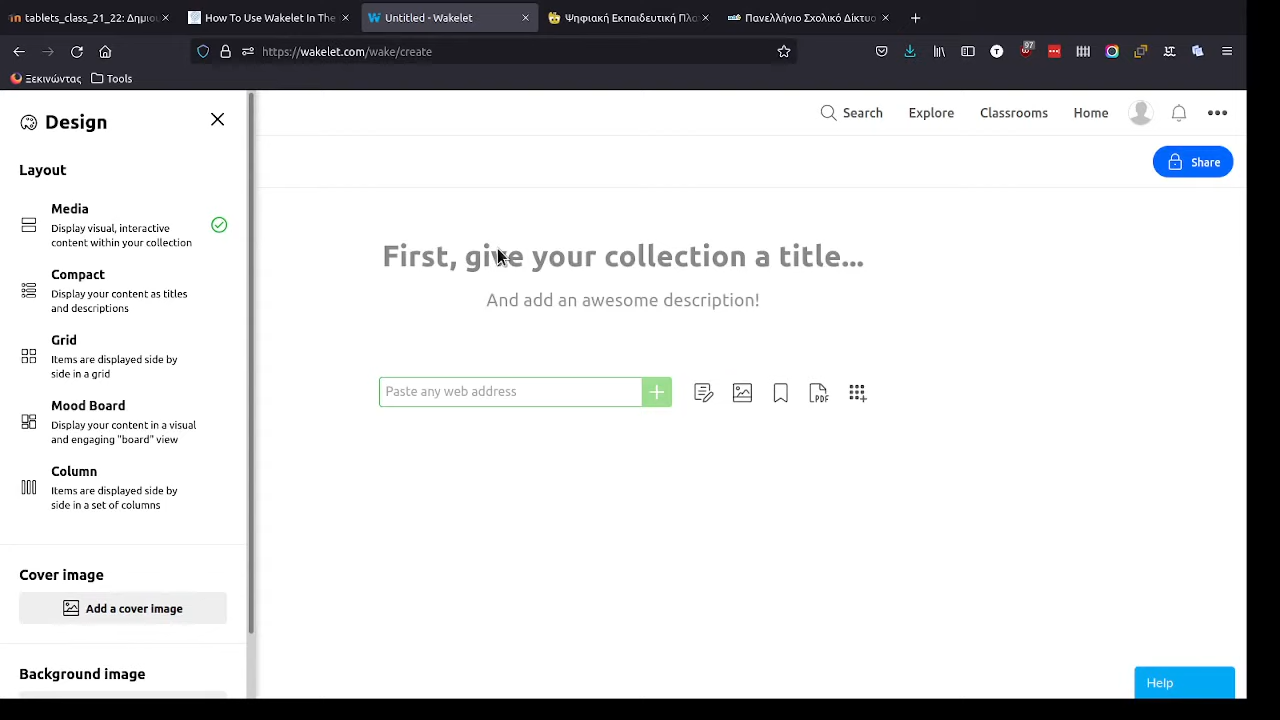 tablets_class_21_22: Δημιου
How To Use Wakelet In The
Untitled - Wakelet
Ψηφιακή Εκπαιδευτική Πλα
Πανελλήνιο Σχολικό Δίκτυο
https://wakelet.com/wake/create
97
Ξεκινώντας
Tools
Design
Search
Explore
Classrooms
Home
Share
Layout
Media
Display visual, interactive
content within your collection
Compact
Display your content as titles
and descriptions
Grid
Items are displayed side by
side in a grid
Mood Board
Display your content in a visual
and engaging "board" view
Column
Items are displayed side by
side in a set of columns
Cover image
Add a cover image
Background image
First, give your collection a title...
And add an awesome description!
Paste any web address
PDF
Help